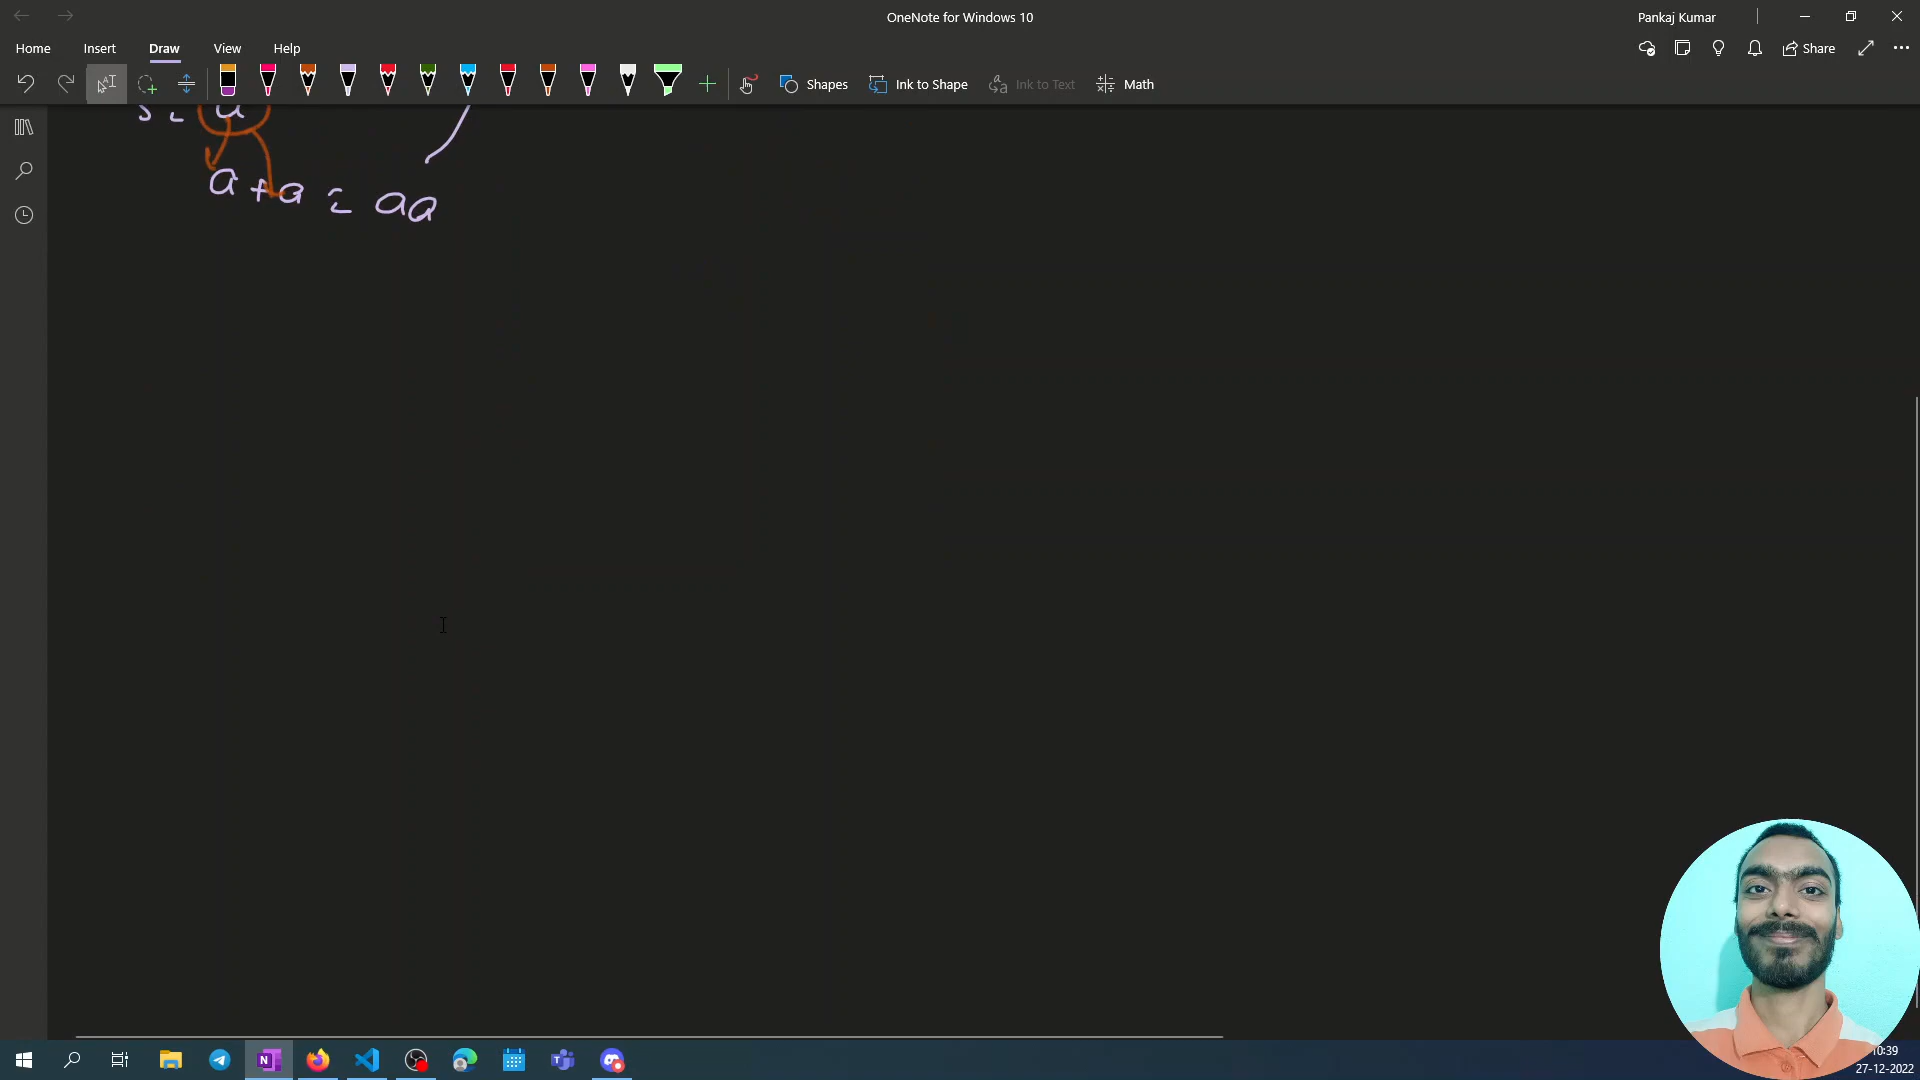 OneNote for Windows 10
Pankaj Kumar
Home Insert Draw View Help
Share
Shapes Ink to Shape Ink to Text Math
a + a = aa
10:39
27-12-2022